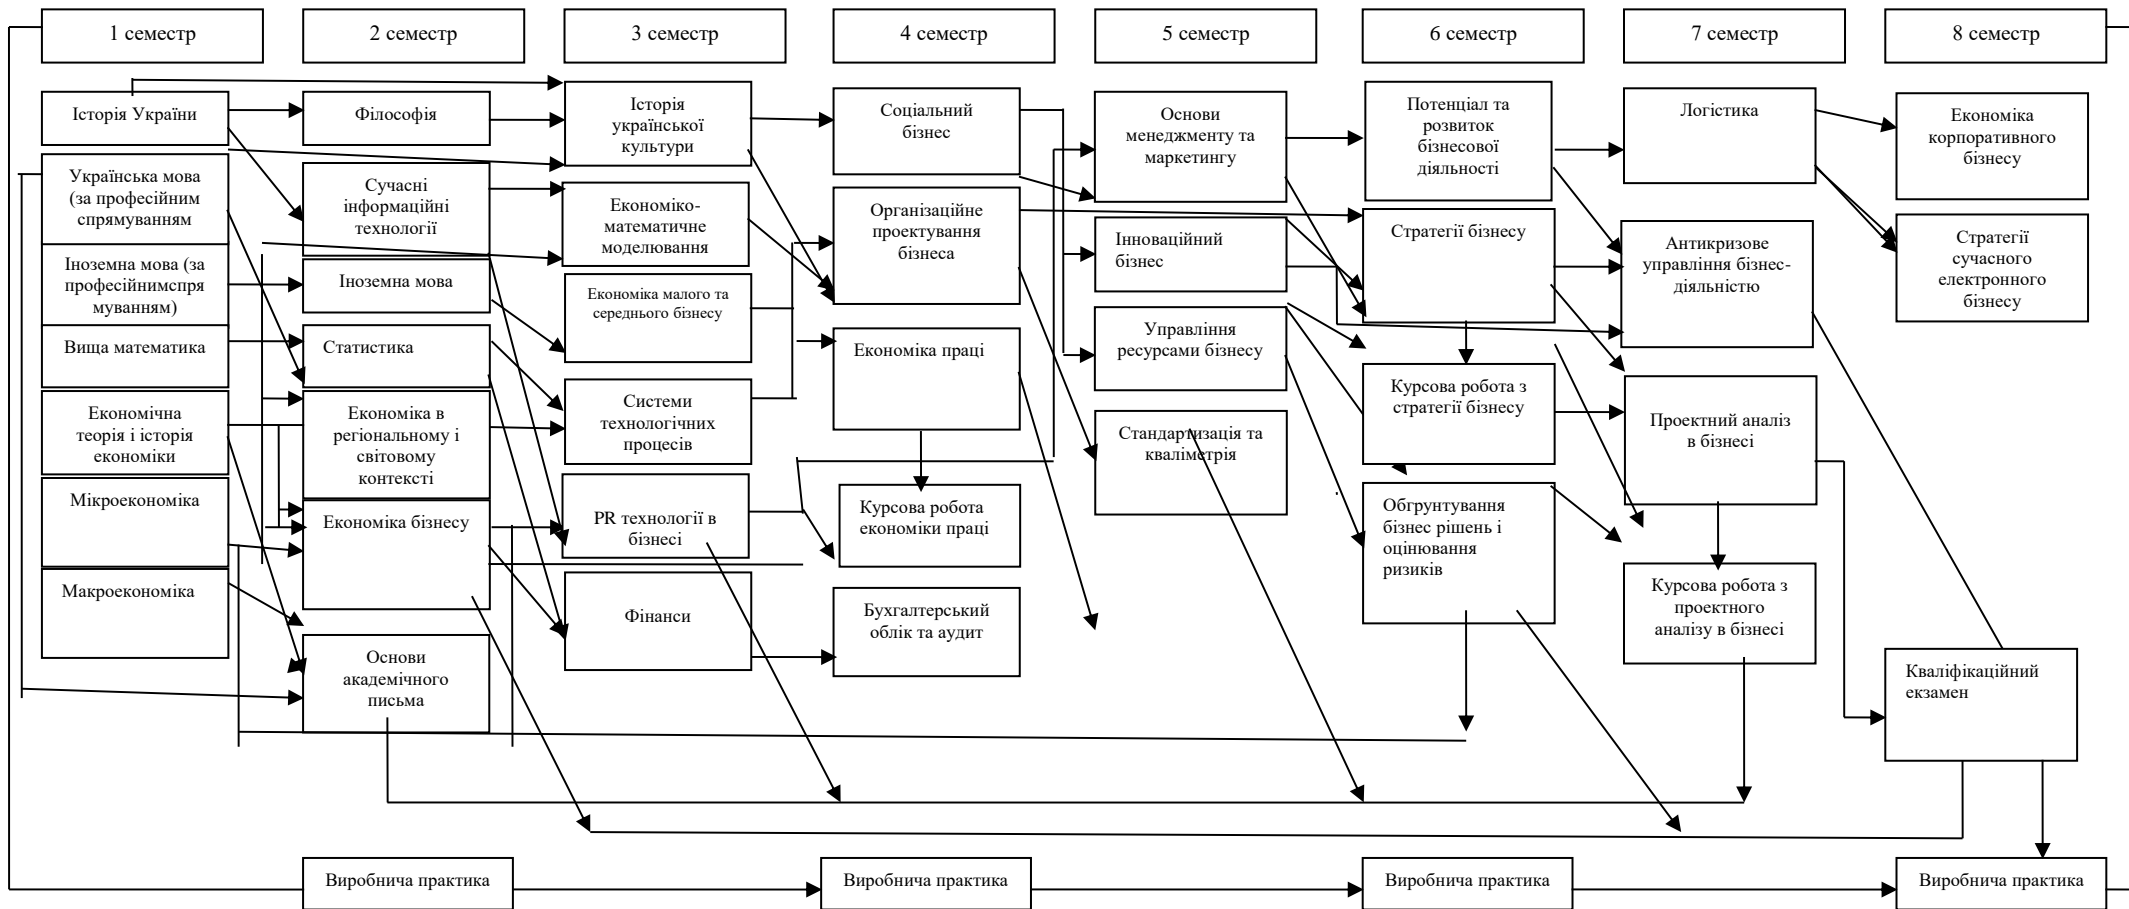 1 семестр
2 семестр
3 семестр
4 семестр
5 семестр
6 семестр
7 семестр
8 семестр
Історія України
Українська мова
(за професійним
спрямуванням
Іноземна мова (за
професійнимспря
муванням)
Вища математика
Економічна
теорія і історія
економіки
Мікроекономіка
Макроекономіка
Філософія
Сучасні
інформаційні
технології
Іноземна мова
Статистика
Економіка в
регіональному і
світовому
контексті
Економіка бізнесу
Основи
академічного
письма
Історія
української
культури
Економіко-
математичне
моделювання
Економіка малого та
середнього бізнесу
Системи
технологічних
процесів
PR технології в
бізнесі
Фінанси
Соціальний
бізнес
Організаційне
проектування
бізнеса
Економіка праці
Курсова робота
економіки праці
Бухгалтерський
облік та аудит
Основи
менеджменту та
маркетингу
Інноваційний
бізнес
Управління
ресурсами бізнесу
Стандартизація та
кваліметрія
Потенціал та
розвиток
бізнесової
діяльності
Стратегії бізнесу
Курсова робота з
стратегії бізнесу
Обгрунтування
бізнес рішень і
оцінювання
ризиків
Логістика
Антикризове
управління бізнес-
діяльністю
Проектний аналіз
в бізнесі
Курсова робота з
проектного
аналізу в бізнесі
Економіка
корпоративного
бізнесу
Стратегії
сучасного
електронного
бізнесу
Кваліфікаційний
екзамен
Виробнича практика
Виробнича практика
Виробнича практика
Виробнича практика